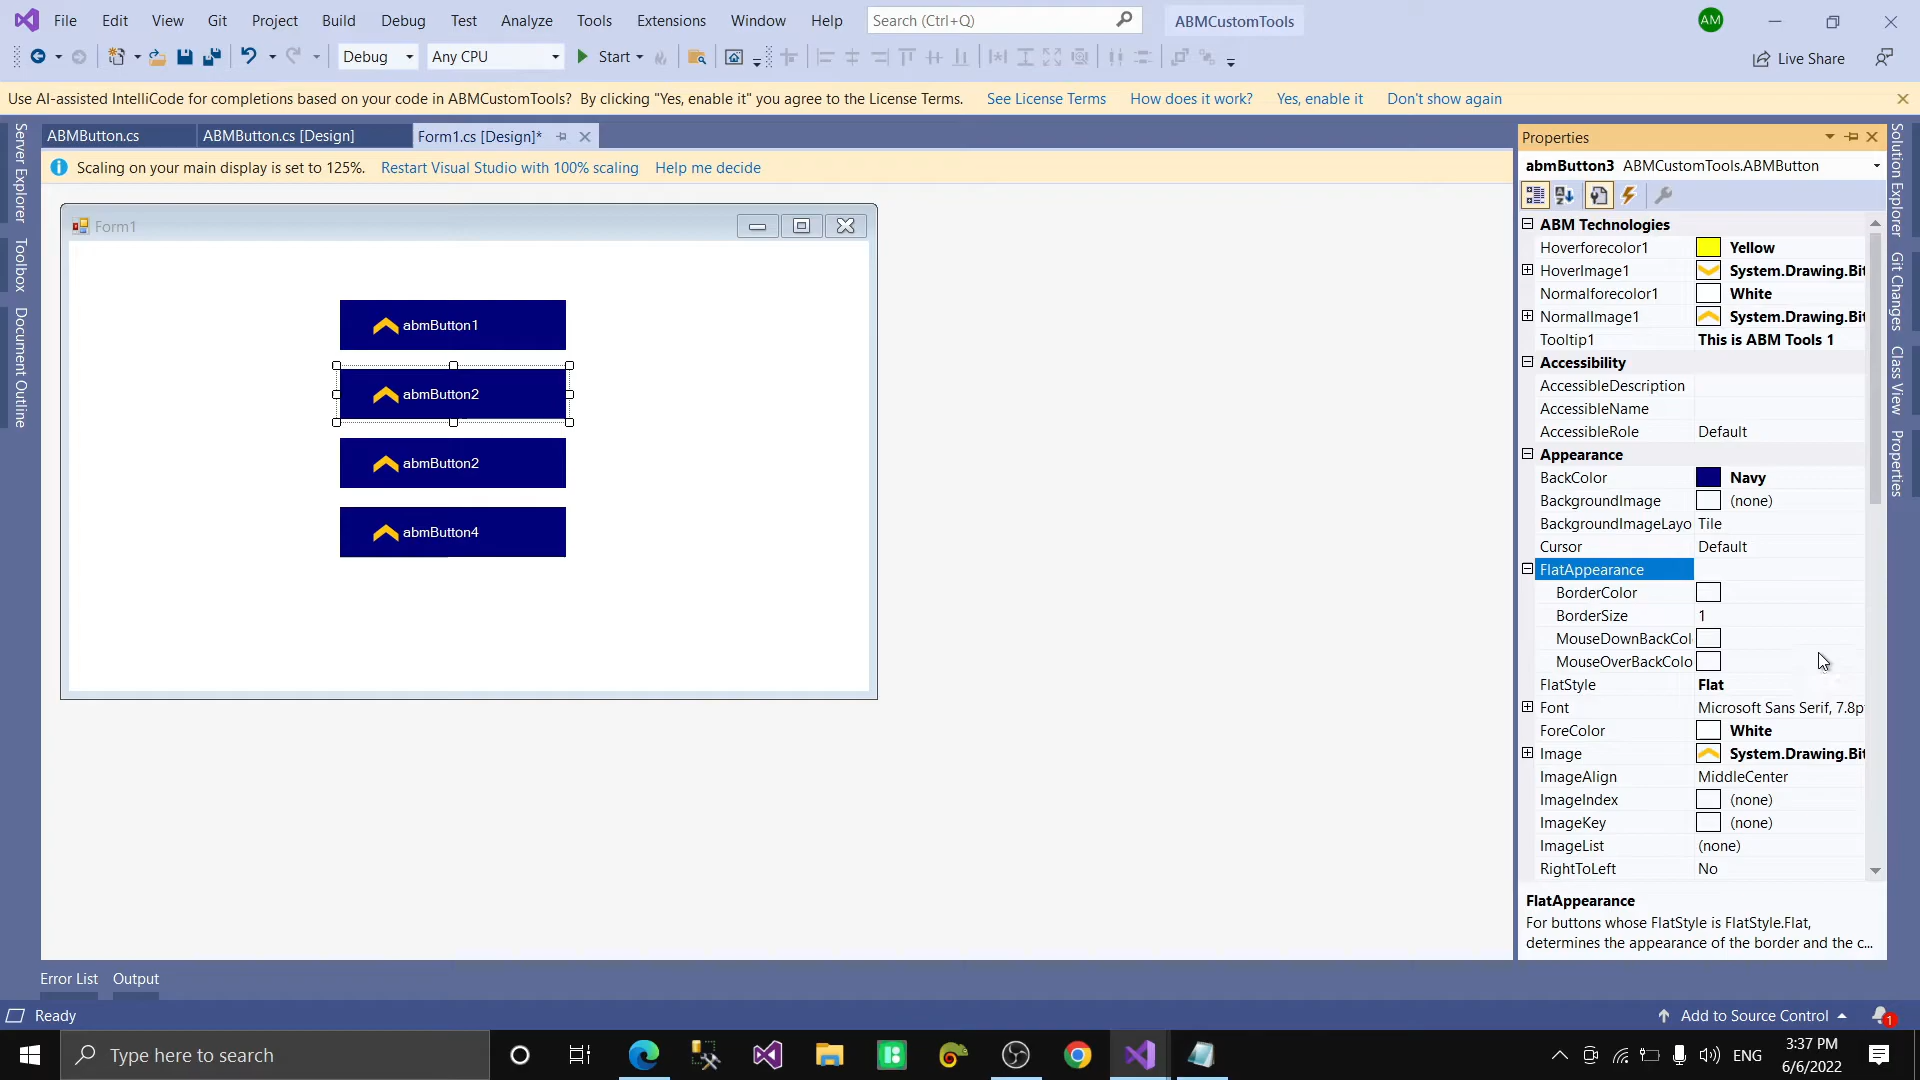 File Edit View Git Project Build Debug Test Analyze Tools Extensions Window Help Search (Ctrl+Q) ABMCustomTools AM
Debug Any CPU Start Live Share
Use AI-assisted IntelliCode for completions based on your code in ABMCustomTools? By clicking "Yes, enable it" you agree to the License Terms. See License Terms How does it work? Yes, enable it Don't show again
Server Explorer
Toolbox
Document Outline
ABMButton.cs ABMButton.cs [Design] Form1.cs [Design]*
Scaling on your main display is set to 125%. Restart Visual Studio with 100% scaling Help me decide
Form1
abmButton1
abmButton2
abmButton2
abmButton4
Properties
abmButton3 ABMCustomTools.ABMButton
ABM Technologies
Hoverforecolor1 Yellow
HoverImage1 System.Drawing.Bit
Normalforecolor1 White
NormalImage1 System.Drawing.Bit
Tooltip1 This is ABM Tools 1
Accessibility
AccessibleDescription
AccessibleName
AccessibleRole Default
Appearance
BackColor Navy
BackgroundImage (none)
BackgroundImageLayo Tile
Cursor Default
FlatAppearance
BorderColor
BorderSize 1
MouseDownBackCol
MouseOverBackColo
FlatStyle Flat
Font Microsoft Sans Serif, 7.8p
ForeColor White
Image System.Drawing.Bit
ImageAlign MiddleCenter
ImageIndex (none)
ImageKey (none)
ImageList (none)
RightToLeft No
FlatAppearance
For buttons whose FlatStyle is FlatStyle.Flat,
determines the appearance of the border and the c...
Solution Explorer
Git Changes
Class View
Properties
Error List Output
Ready Add to Source Control 1
Type here to search ENG 3:37 PM
6/6/2022